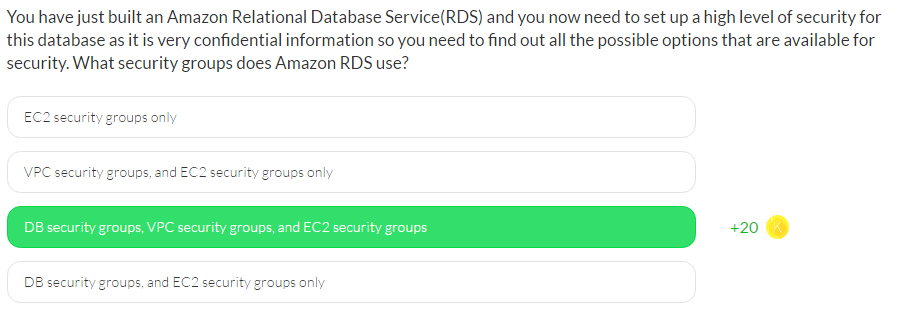 You have just built an Amazon Relational Database Service(RDS) and you now need to set up a high level of security for
this database as it is very confidential information so you need to find out all the possible options that are available for
security. What security groups does Amazon RDS use?
EC2 security groups only
VPC security groups, and EC2 security groups only
DB security groups, VPC security groups, and EC2 security groups
+20 K
DB security groups, and EC2 security groups only